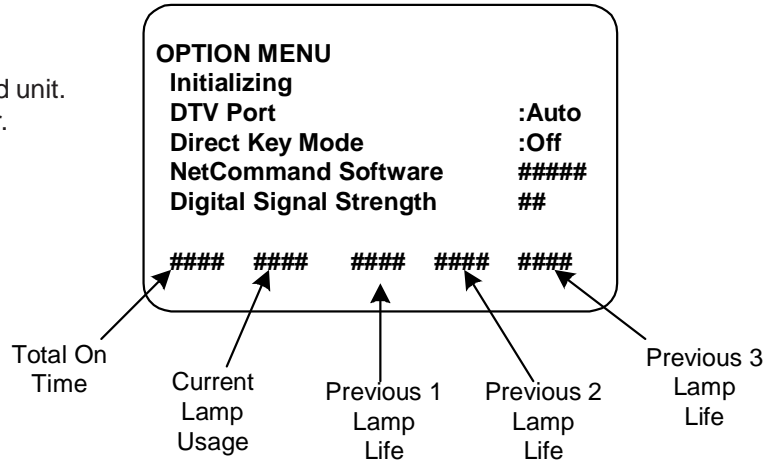 d unit.
.
OPTION MENU
Initializing
DTV Port :Auto
Direct Key Mode :Off
NetCommand Software #####
Digital Signal Strength ##
#### #### #### #### ####
Total On
Time
Current
Lamp
Usage
Previous 1
Lamp
Life
Previous 2
Lamp
Life
Previous 3
Lamp
Life